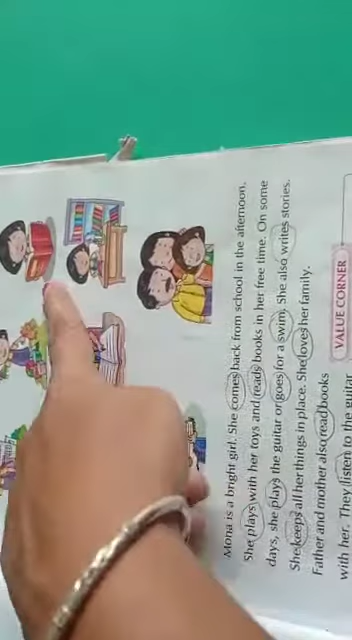 Mona is a bright girl. She comes back from school in the afternoon.
She plays with her toys and reads books in her free time. On some
days, she plays the guitar or goes for a swim. She also writes stories.
She keeps all her things in place. She loves her family.
Father and mother also read books
with her. They listen to the guitar
VALUE CORNER